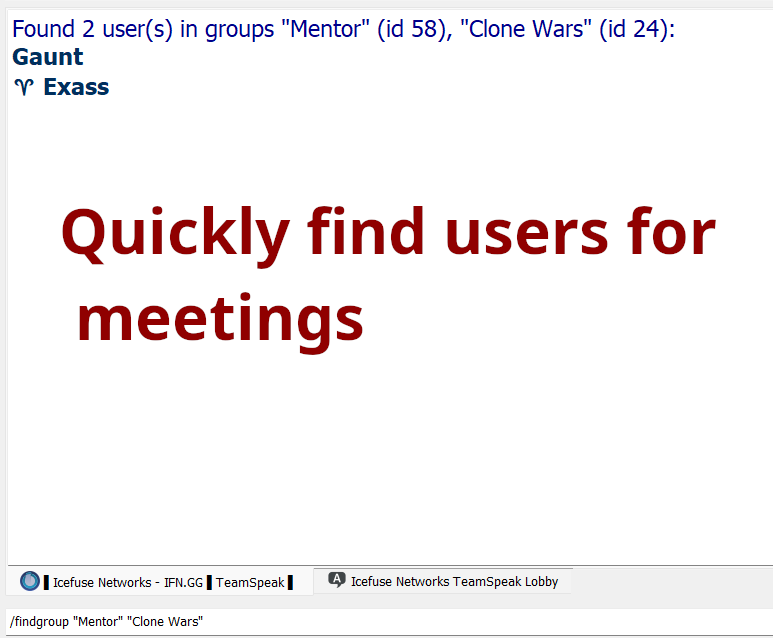 Found 2 user(s) in groups "Mentor" (id 58), "Clone Wars" (id 24):
Gaunt
♈ Exass
Quickly find users for
meetings
▌Icefuse Networks - IFN.GG ▌TeamSpeak ▌
A Icefuse Networks TeamSpeak Lobby
/findgroup "Mentor" "Clone Wars"